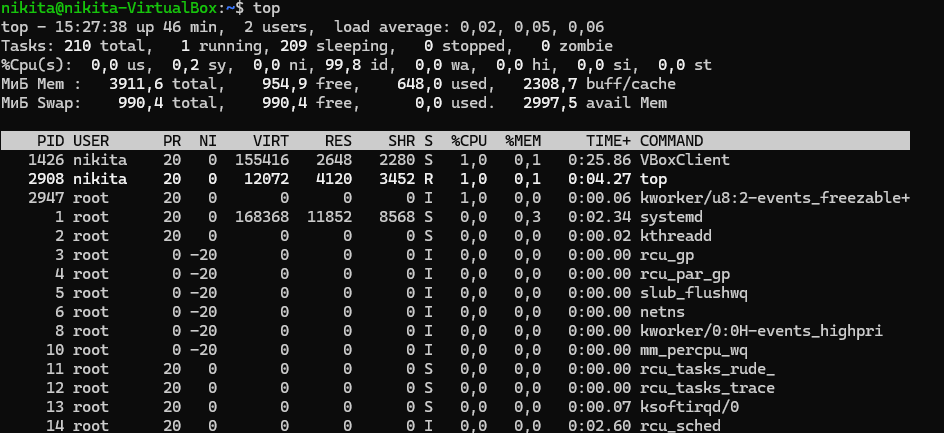 nikita@nikita-VirtualBox:~$ top
top - 15:27:38 up 46 min,  2 users,  load average: 0,02, 0,05, 0,06
Tasks: 210 total,   1 running, 209 sleeping,   0 stopped,   0 zombie
%Cpu(s):  0,0 us,  0,2 sy,  0,0 ni, 99,8 id,  0,0 wa,  0,0 hi,  0,0 si,  0,0 st
МиБ Mem :   3911,6 total,    954,9 free,    648,0 used,   2308,7 buff/cache
МиБ Swap:    990,4 total,    990,4 free,      0,0 used.   2997,5 avail Mem
PID USER      PR  NI    VIRT    RES    SHR S  %CPU  %MEM     TIME+ COMMAND
1426 nikita    20   0  155416   2648   2280 S   1,0   0,1   0:25.86 VBoxClient
2908 nikita    20   0   12072   4120   3452 R   1,0   0,1   0:04.27 top
2947 root      20   0       0      0      0 I   1,0   0,0   0:00.06 kworker/u8:2-events_freezable+
1 root      20   0  168368  11852   8568 S   0,0   0,3   0:02.34 systemd
2 root      20   0       0      0      0 S   0,0   0,0   0:00.02 kthreadd
3 root       0 -20       0      0      0 I   0,0   0,0   0:00.00 rcu_gp
4 root       0 -20       0      0      0 I   0,0   0,0   0:00.00 rcu_par_gp
5 root       0 -20       0      0      0 I   0,0   0,0   0:00.00 slub_flushwq
6 root       0 -20       0      0      0 I   0,0   0,0   0:00.00 netns
8 root       0 -20       0      0      0 I   0,0   0,0   0:00.00 kworker/0:0H-events_highpri
10 root       0 -20       0      0      0 I   0,0   0,0   0:00.00 mm_percpu_wq
11 root      20   0       0      0      0 S   0,0   0,0   0:00.00 rcu_tasks_rude_
12 root      20   0       0      0      0 S   0,0   0,0   0:00.00 rcu_tasks_trace
13 root      20   0       0      0      0 S   0,0   0,0   0:00.07 ksoftirqd/0
14 root      20   0       0      0      0 I   0,0   0,0   0:02.60 rcu_sched